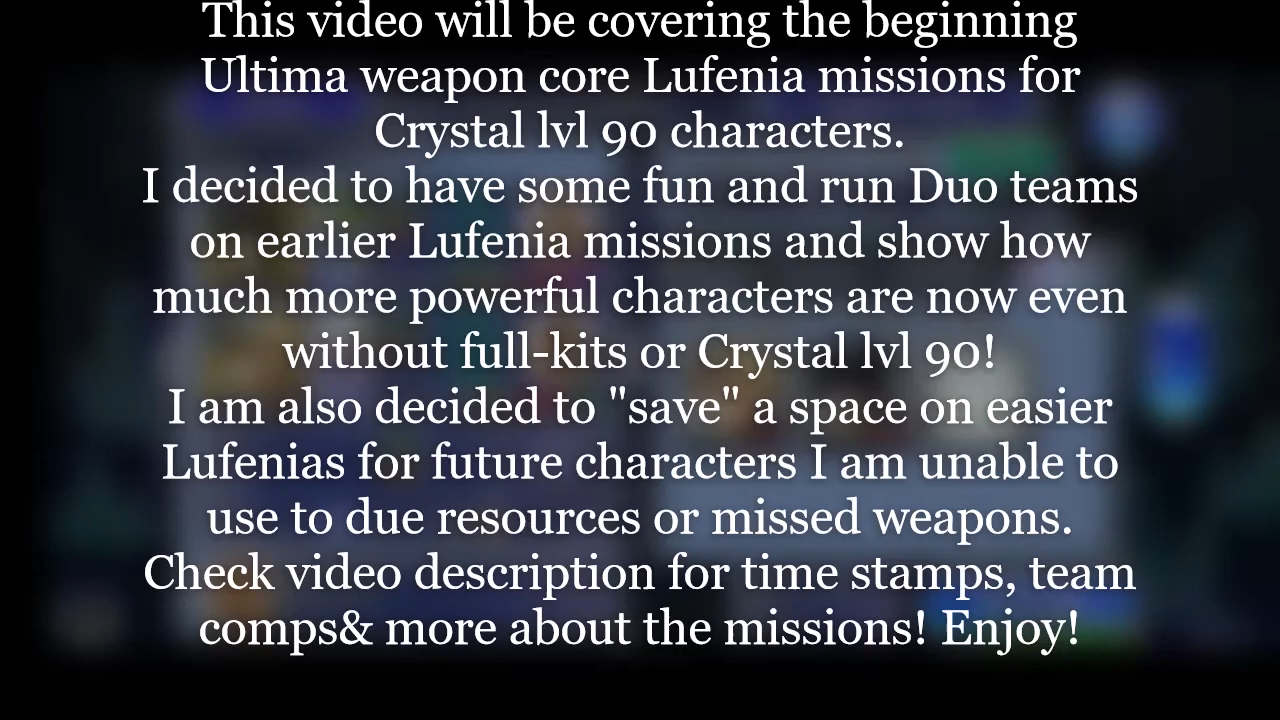 This video will be covering the beginning
Ultima weapon core Lufenia missions for
Crystal lvl 90 characters.
I decided to have some fun and run Duo teams
on earlier Lufenia missions and show how
much more powerful characters are now even
without full-kits or Crystal lvl 90!
I am also decided to "save" a space on easier
Lufenias for future characters I am unable to
use to due resources or missed weapons.
Check video description for time stamps, team
comps& more about the missions! Enjoy!